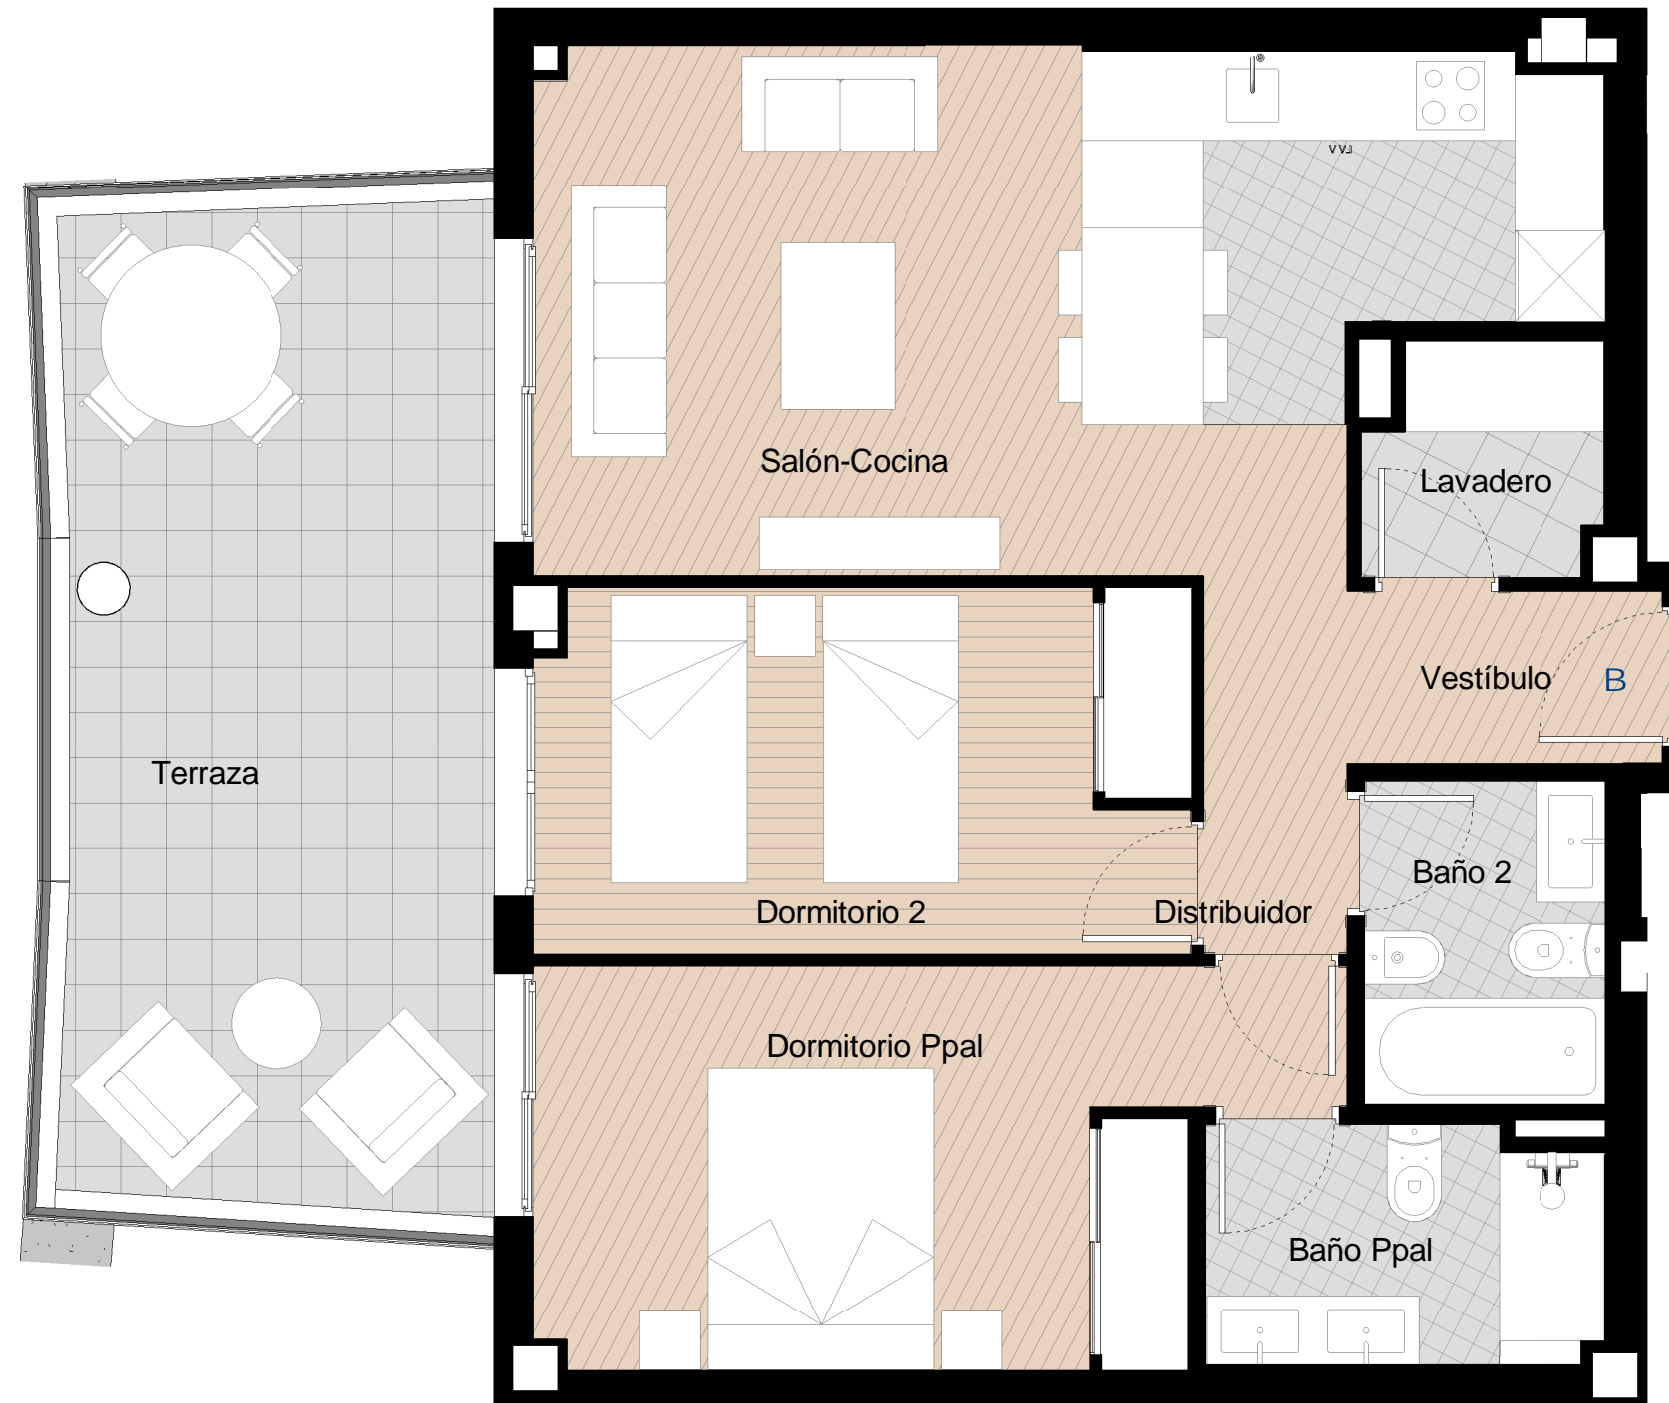 Salón-Cocina
Lavadero
Vestíbulo
B
Terraza
Baño 2
Dormitorio 2
Distribuidor
Dormitorio Ppal
Baño Ppal